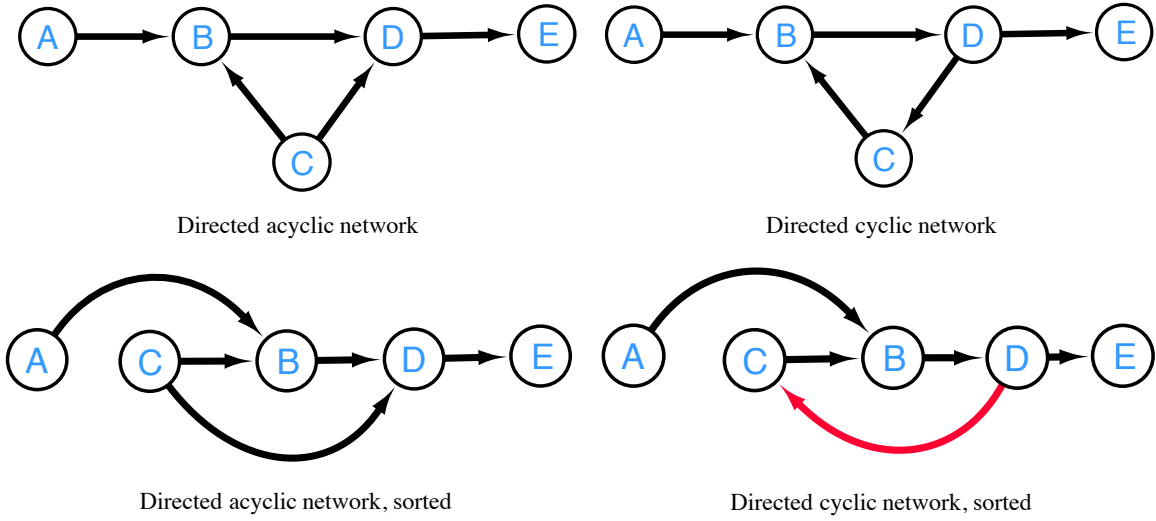 A B D E
C
Directed acyclic network
A B D E
C
Directed cyclic network
A C B D E
Directed acyclic network, sorted
A C B D E
Directed cyclic network, sorted